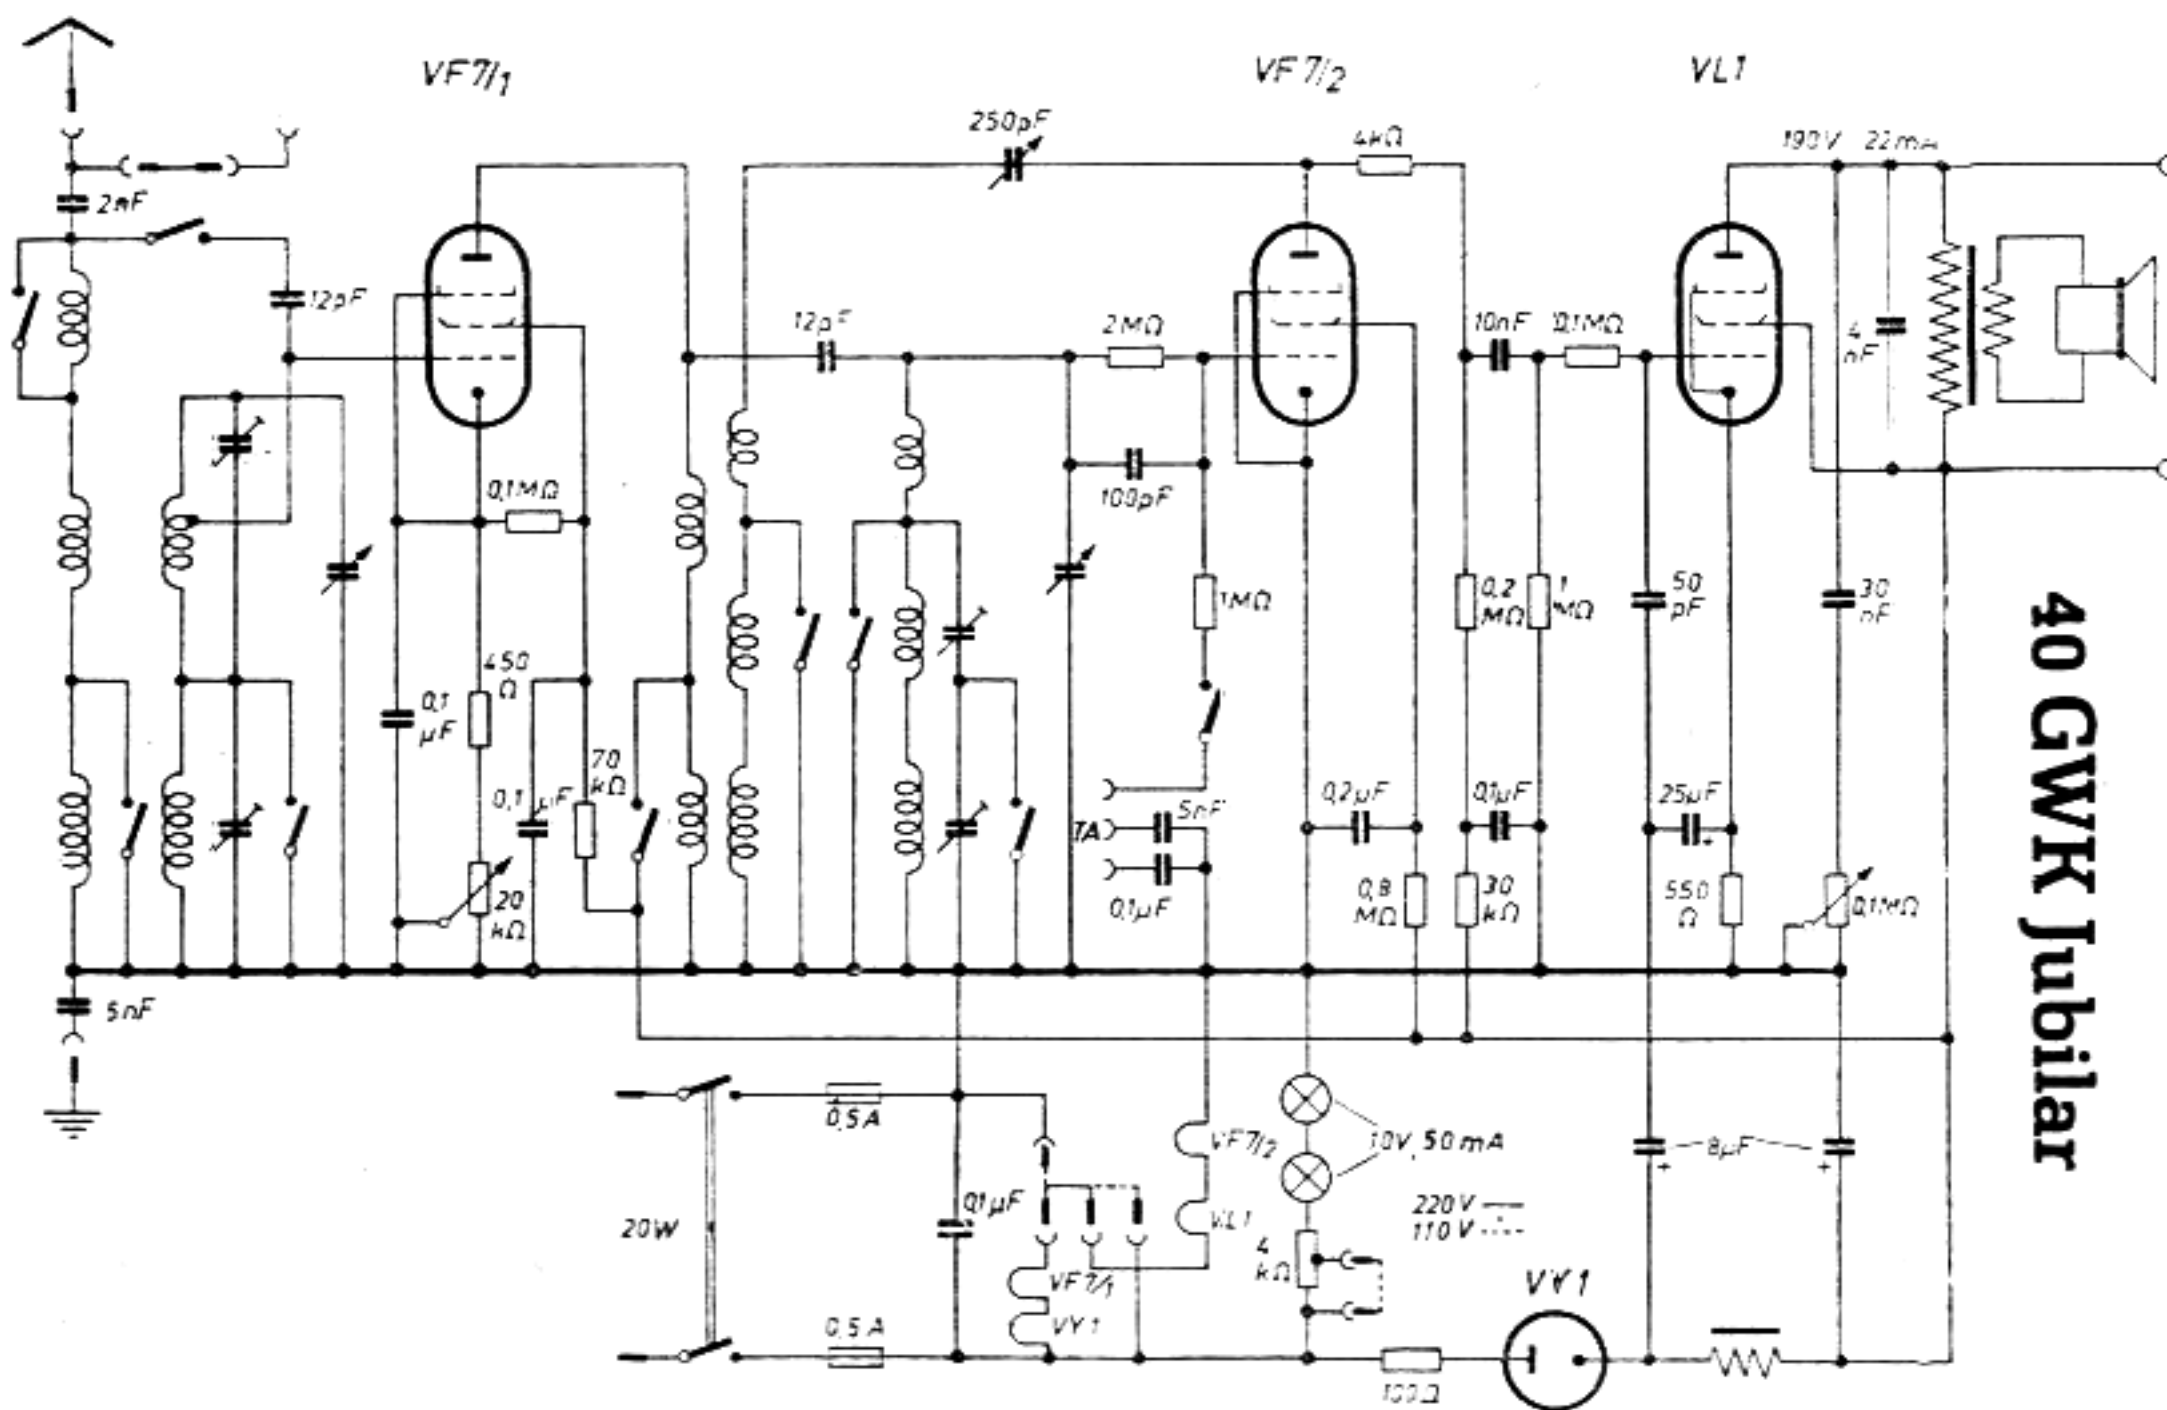 VF7/1
VF7/2
VL1
250pF
4kΩ
190V 22mA
2nF
12pF
12pF
2MΩ
10nF
0,1MΩ
4
nF
0,1MΩ
100pF
1MΩ
0,2
MΩ
1
MΩ
50
pF
30
nF
450
Ω
0,1
µF
70
kΩ
0,1 µF
20
kΩ
TA
5nF
0,1µF
0,2µF
0,1µF
25µF
0,8
MΩ
30
kΩ
550
Ω
0,1MΩ
5nF
0,5A
VF7/2
10V, 50mA
8µF
20W
0,1µF
VL1
4
kΩ
220V
110V
VF7/1
VY1
VY1
0,5A
100Ω
40 GWK Jubilar